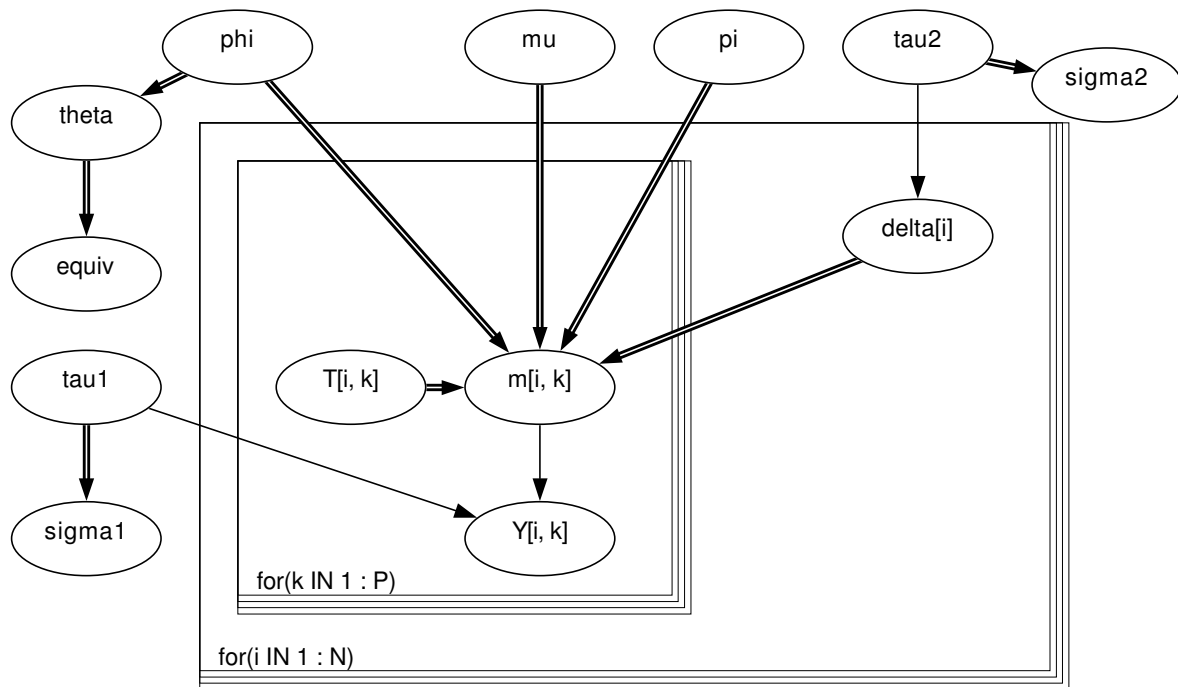 phi
mu
pi
tau2
sigma2
theta
delta[i]
equiv
tau1
T[i, k]
m[i, k]
sigma1
Y[i, k]
for(k IN 1 : P)
for(i IN 1 : N)